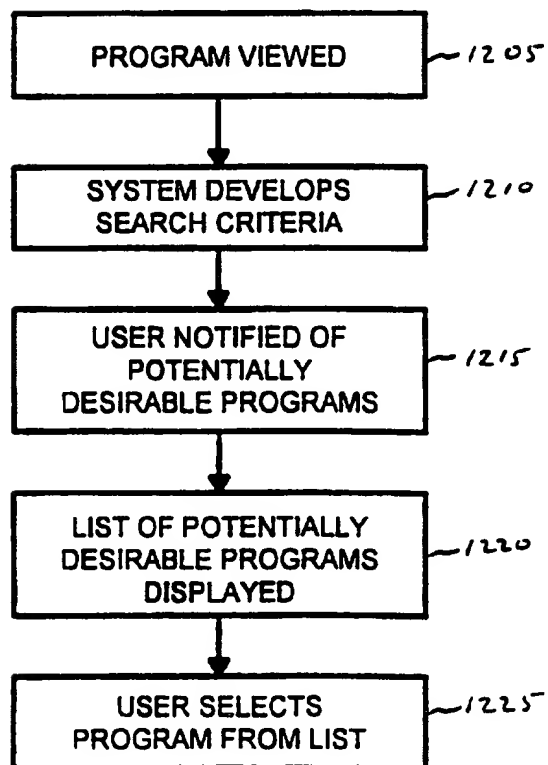 PROGRAM VIEWED
1205
SYSTEM DEVELOPS
SEARCH CRITERIA
1210
USER NOTIFIED OF
POTENTIALLY
DESIRABLE PROGRAMS
1215
LIST OF POTENTIALLY
DESIRABLE PROGRAMS
DISPLAYED
1220
USER SELECTS
PROGRAM FROM LIST
1225